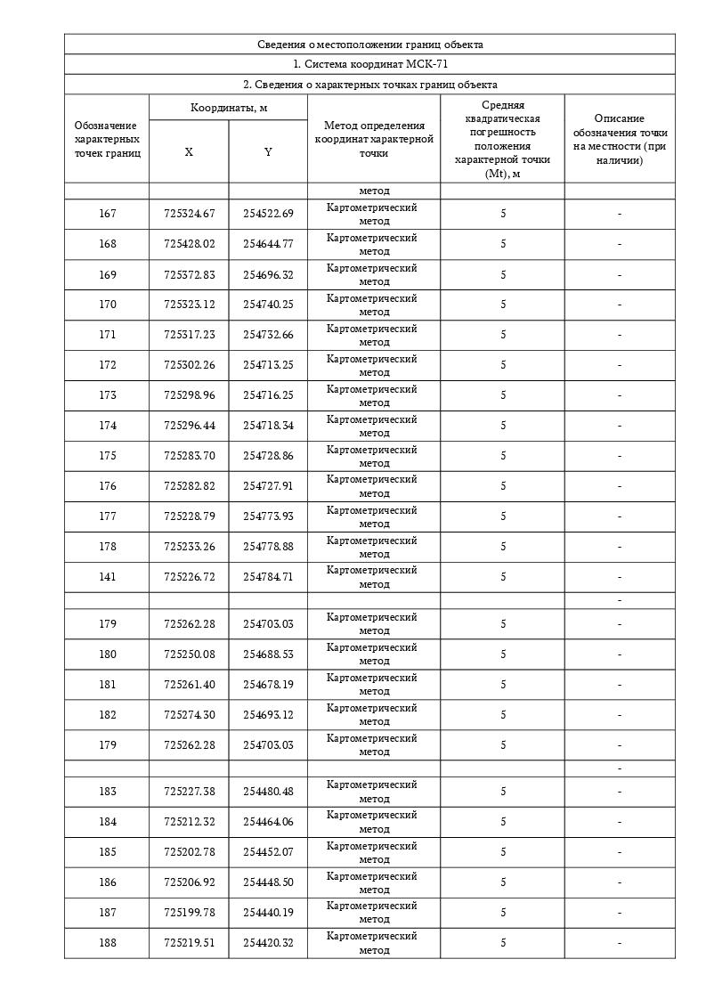 Сведения о местоположении границ объекта
1. Система координат МСК-71
2. Сведения о характерных точках границ объекта
Обозначение
характерных
точек границ
Координаты, м
X
Y
Метод определения
координат характерной
точки
Средняя
квадратическая
погрешность
положения
характерной точки
(Mt), м
Описание
обозначения точки
на местности (при
наличии)
метод
167 725324.67 254522.69 Картометрический
метод 5 -
168 725428.02 254644.77 Картометрический
метод 5 -
169 725372.83 254696.32 Картометрический
метод 5 -
170 725323.12 254740.25 Картометрический
метод 5 -
171 725317.23 254732.66 Картометрический
метод 5 -
172 725302.26 254713.25 Картометрический
метод 5 -
173 725298.96 254716.25 Картометрический
метод 5 -
174 725296.44 254718.34 Картометрический
метод 5 -
175 725283.70 254728.86 Картометрический
метод 5 -
176 725282.82 254727.91 Картометрический
метод 5 -
177 725228.79 254773.93 Картометрический
метод 5 -
178 725233.26 254778.88 Картометрический
метод 5 -
141 725226.72 254784.71 Картометрический
метод 5 -
-
179 725262.28 254703.03 Картометрический
метод 5 -
180 725250.08 254688.53 Картометрический
метод 5 -
181 725261.40 254678.19 Картометрический
метод 5 -
182 725274.30 254693.12 Картометрический
метод 5 -
179 725262.28 254703.03 Картометрический
метод 5 -
-
183 725227.38 254480.48 Картометрический
метод 5 -
184 725212.32 254464.06 Картометрический
метод 5 -
185 725202.78 254452.07 Картометрический
метод 5 -
186 725206.92 254448.50 Картометрический
метод 5 -
187 725199.78 254440.19 Картометрический
метод 5 -
188 725219.51 254420.32 Картометрический
метод 5 -